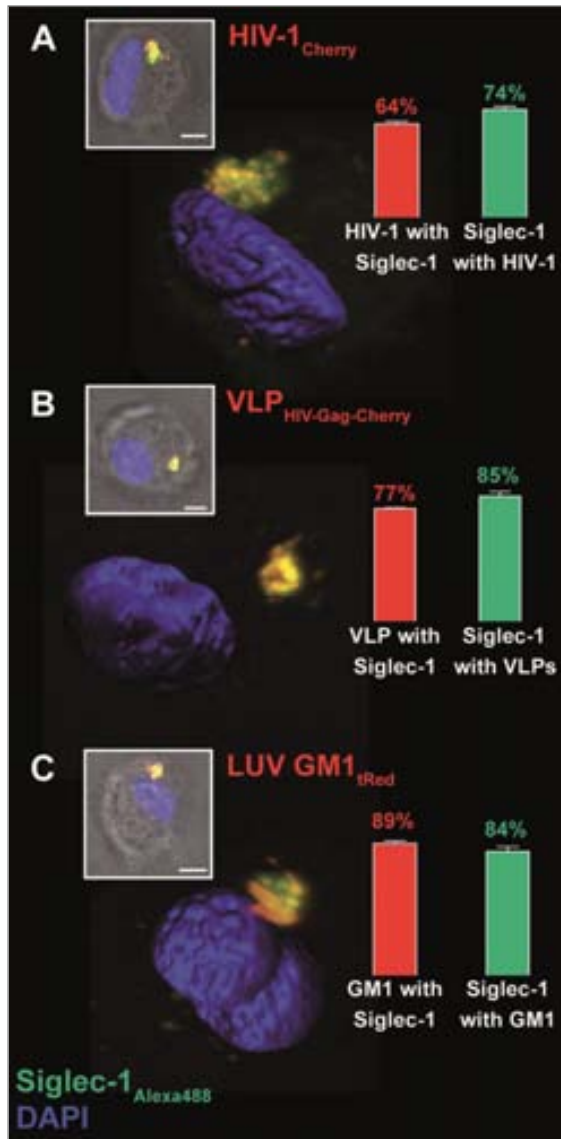 A
HIV-1Cherry
64%
74%
HIV-1 with
Siglec-1
Siglec-1
with HIV-1
B
VLPHIV-Gag-Cherry
77%
85%
VLP with
Siglec-1
Siglec-1
with VLPs
C
LUV GM1tRed
89%
84%
GM1 with
Siglec-1
Siglec-1
with GM1
Siglec-1Alexa488
DAPI